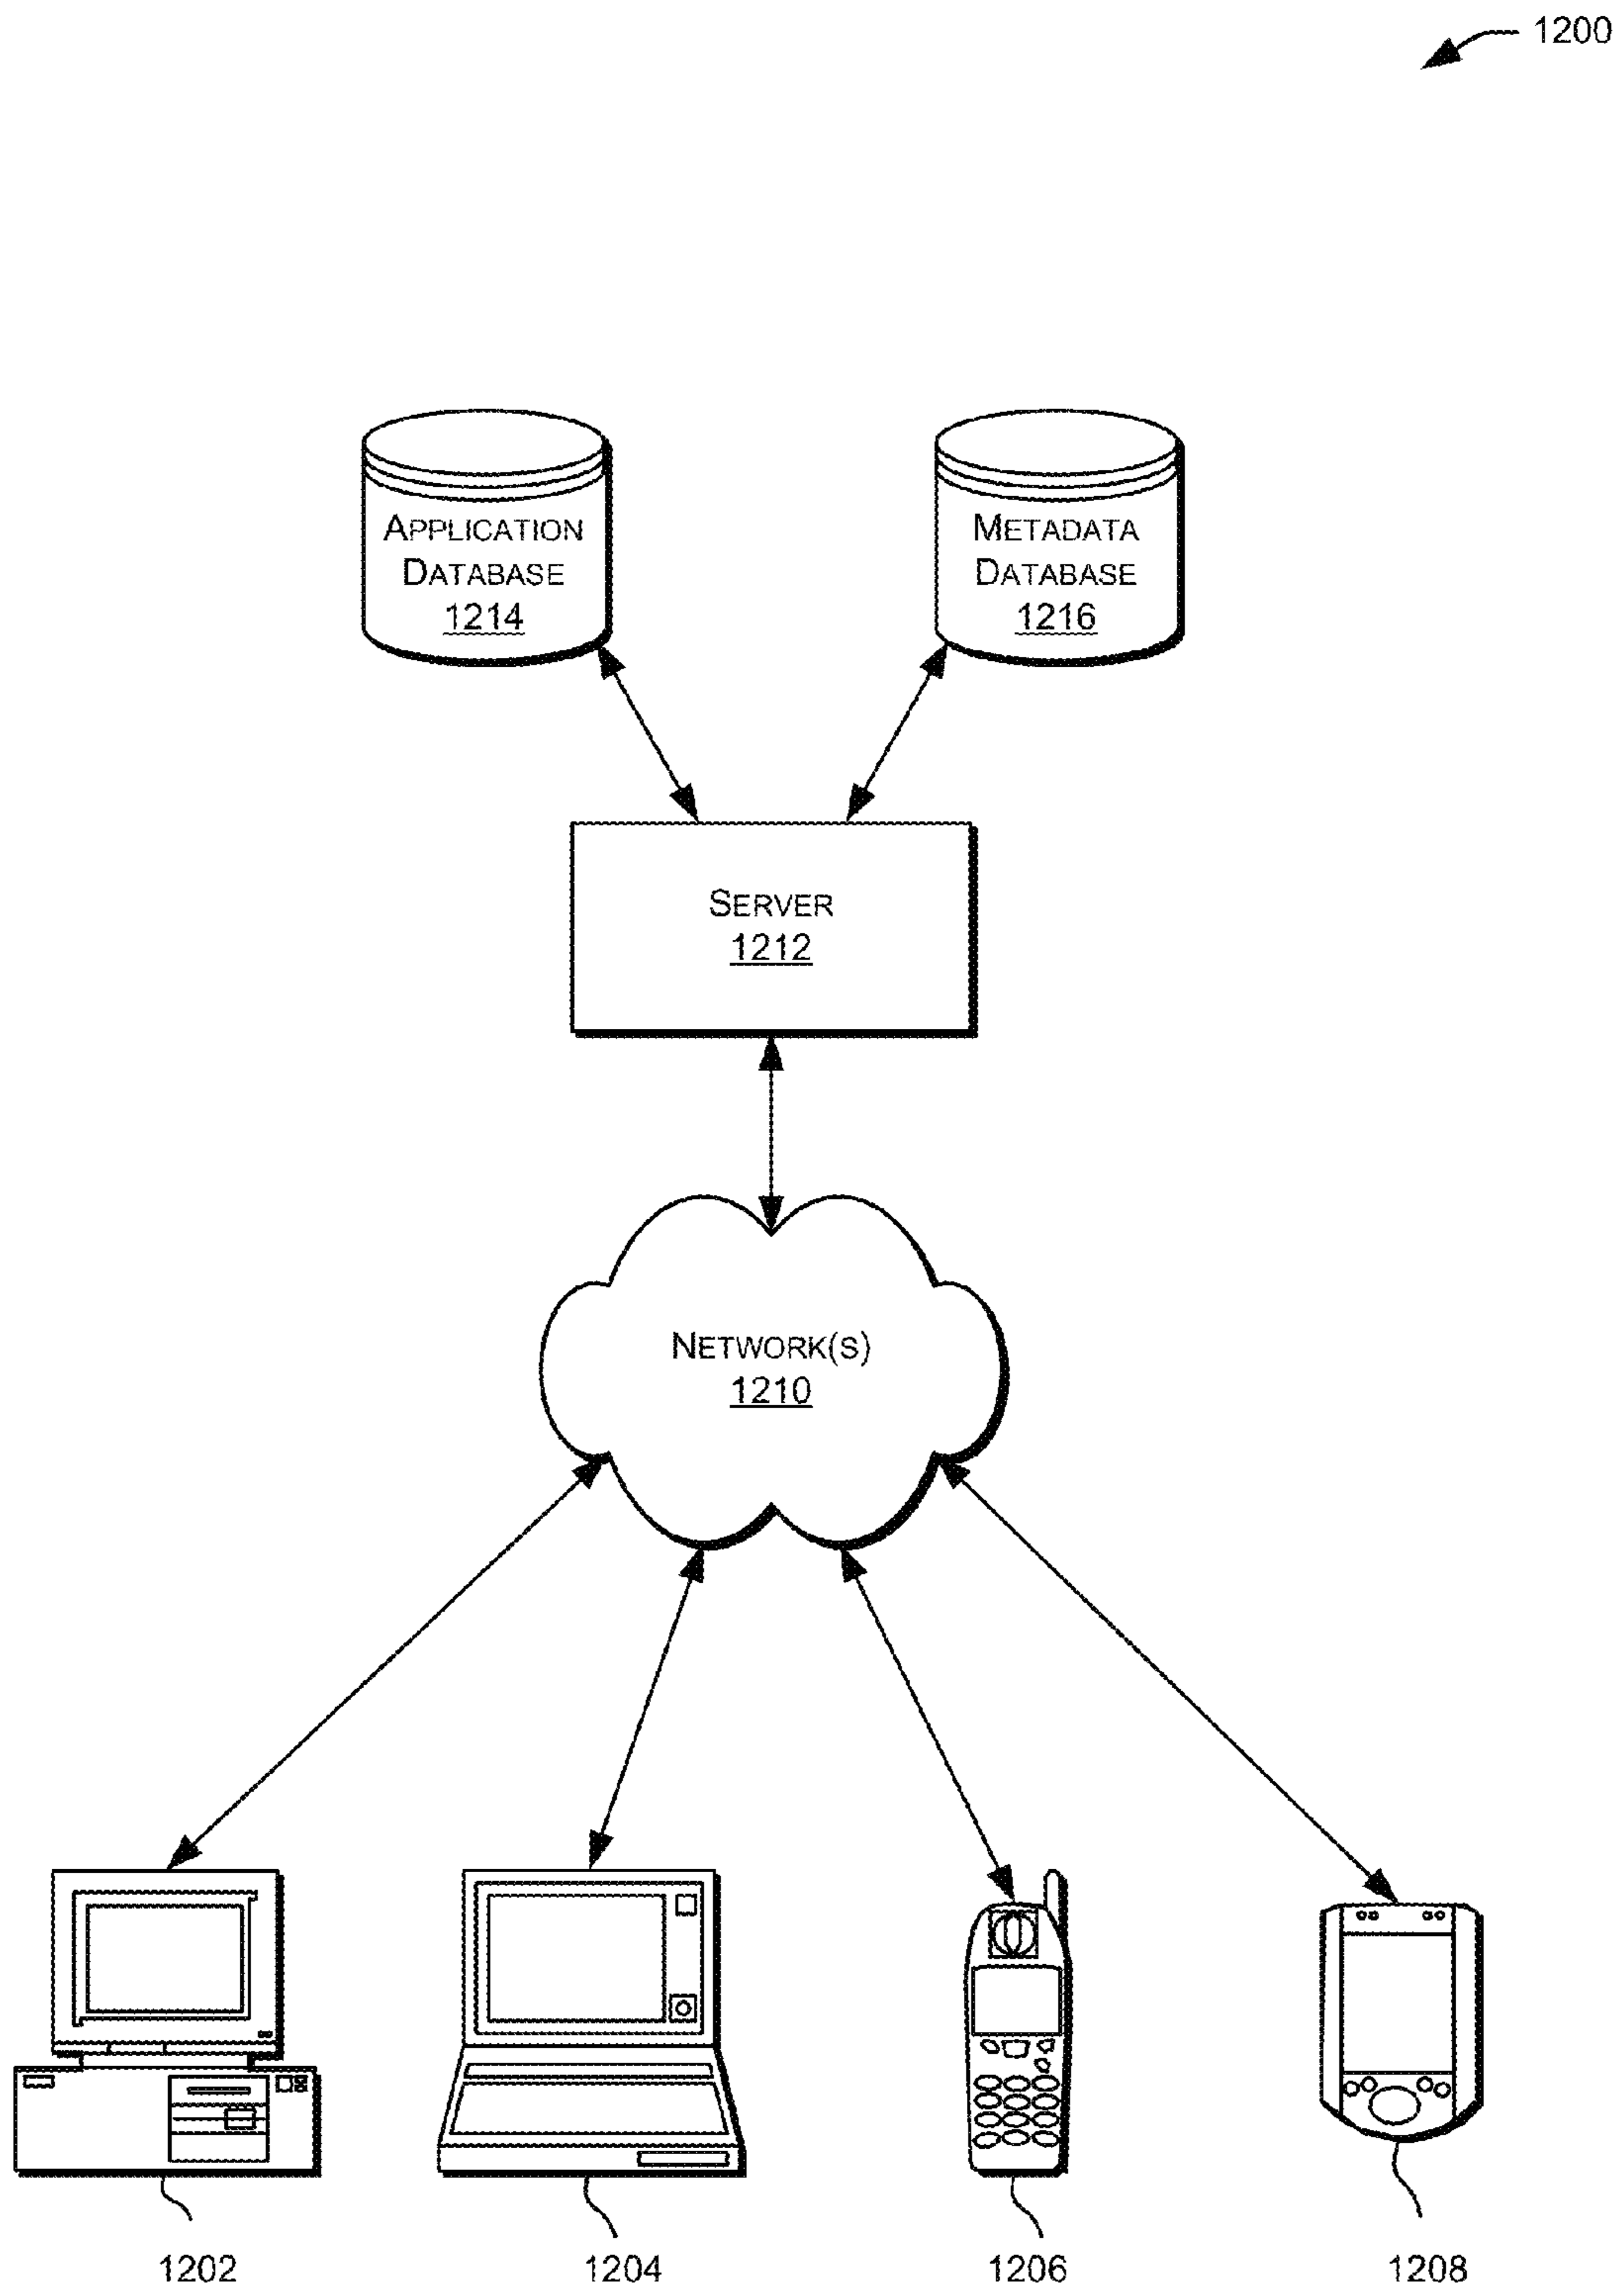 1200
APPLICATION
DATABASE
1214
METADATA
DATABASE
1216
SERVER
1212
NETWORK(S)
1210
1202
1204
1206
1208